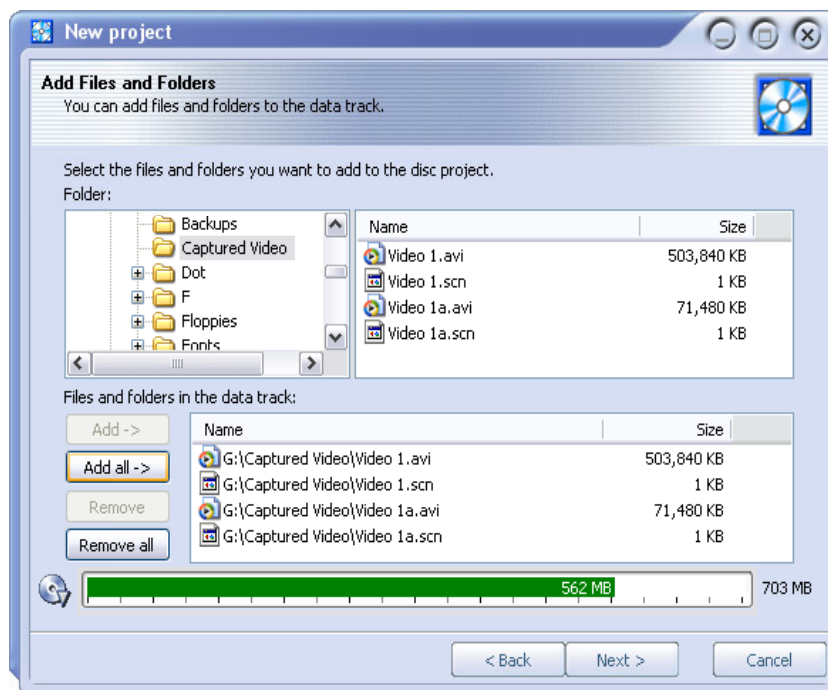 New project
Add Files and Folders
You can add files and folders to the data track.
Select the files and folders you want to add to the disc project.
Folder:
Backups
Captured Video
Dot
F
Floppies
Fonts
Name Size
Video 1.avi 503,840 KB
Video 1.scn 1 KB
Video 1a.avi 71,480 KB
Video 1a.scn 1 KB
Files and folders in the data track:
Add ->
Add all ->
Remove
Remove all
Name Size
G:\Captured Video\Video 1.avi 503,840 KB
G:\Captured Video\Video 1.scn 1 KB
G:\Captured Video\Video 1a.avi 71,480 KB
G:\Captured Video\Video 1a.scn 1 KB
562 MB 703 MB
< Back Next > Cancel